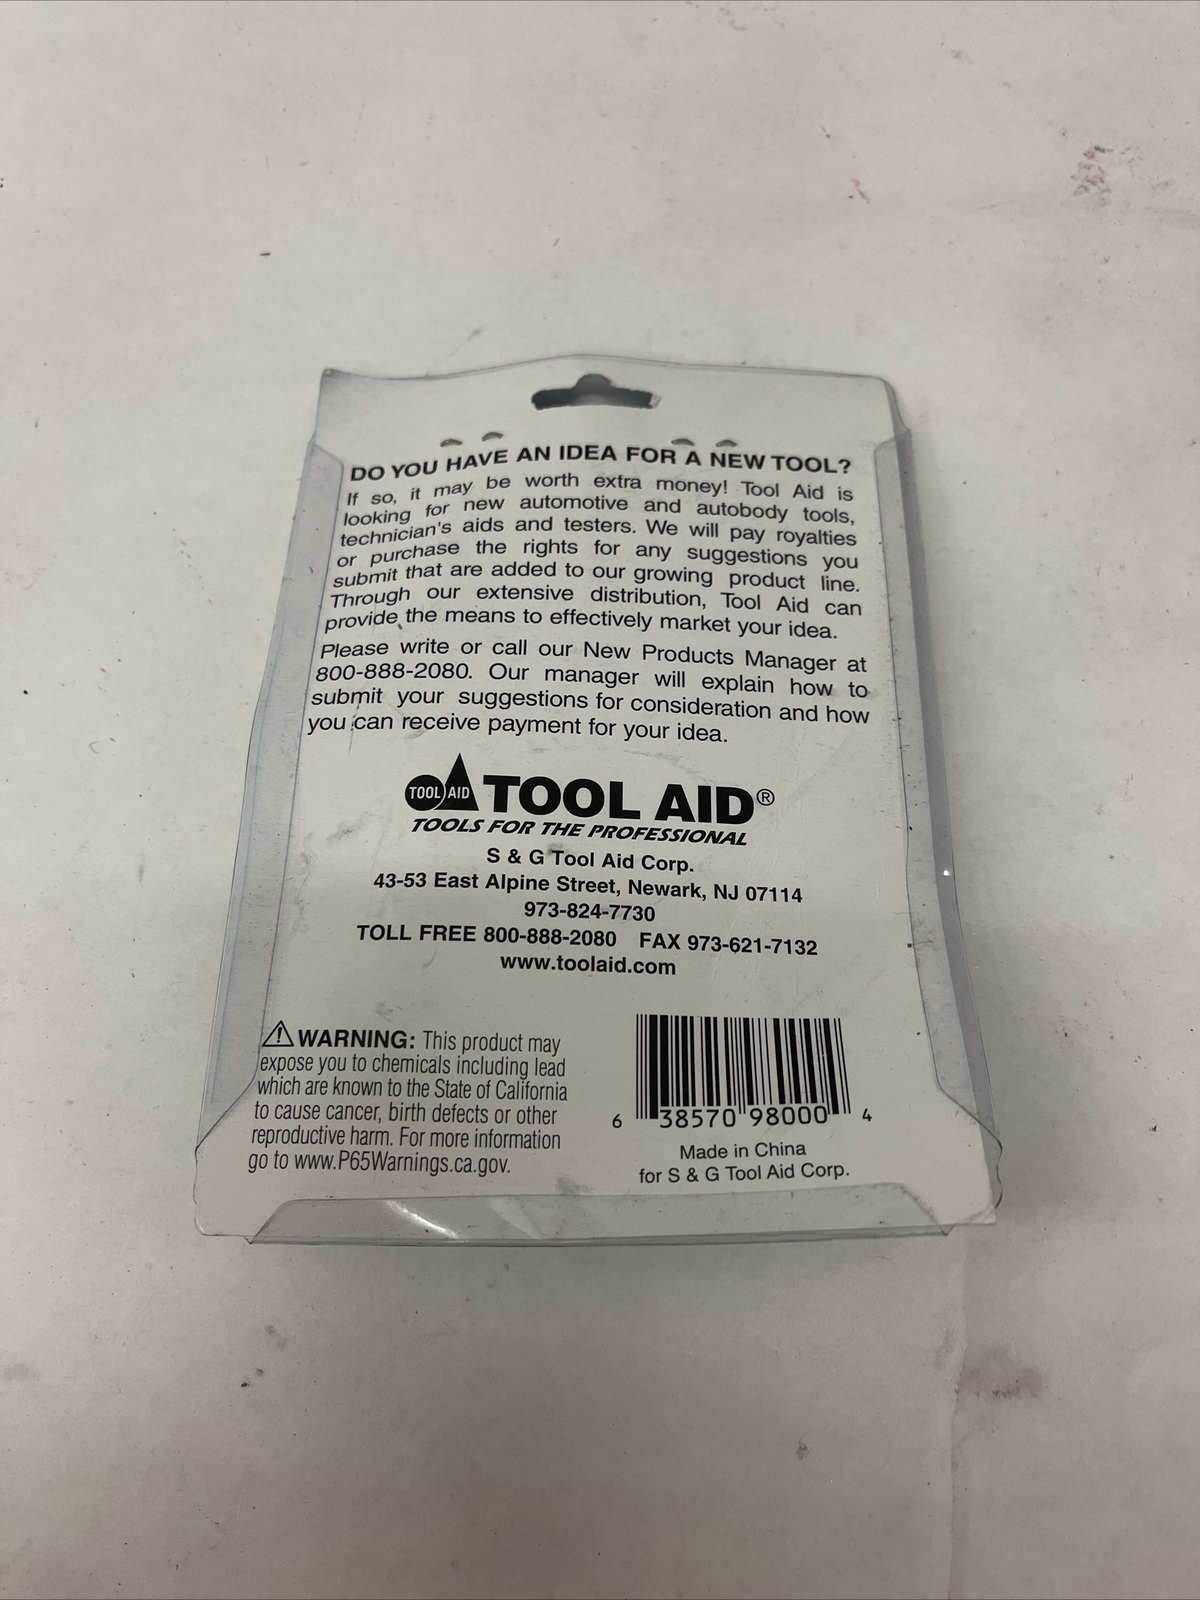 DO YOU HAVE AN IDEA FOR A NEW TOOL?
If so, it may be worth extra money! Tool Aid is
looking for new automotive and autobody tools,
technician's aids and testers. We will pay royalties
or purchase the rights for any suggestions you
submit that are added to our growing product line.
Through our extensive distribution, Tool Aid can
provide the means to effectively market your idea.
Please write or call our New Products Manager at
800-888-2080. Our manager will explain how to
submit your suggestions for consideration and how
you can receive payment for your idea.
TOOL AID TOOL AID®
TOOLS FOR THE PROFESSIONAL
S & G Tool Aid Corp.
43-53 East Alpine Street, Newark, NJ 07114
973-824-7730
TOLL FREE 800-888-2080 FAX 973-621-7132
www.toolaid.com
WARNING: This product may
expose you to chemicals including lead
which are known to the State of California
to cause cancer, birth defects or other
reproductive harm. For more information
go to www.P65Warnings.ca.gov.
6 38570 98000 4
Made in China
for S & G Tool Aid Corp.